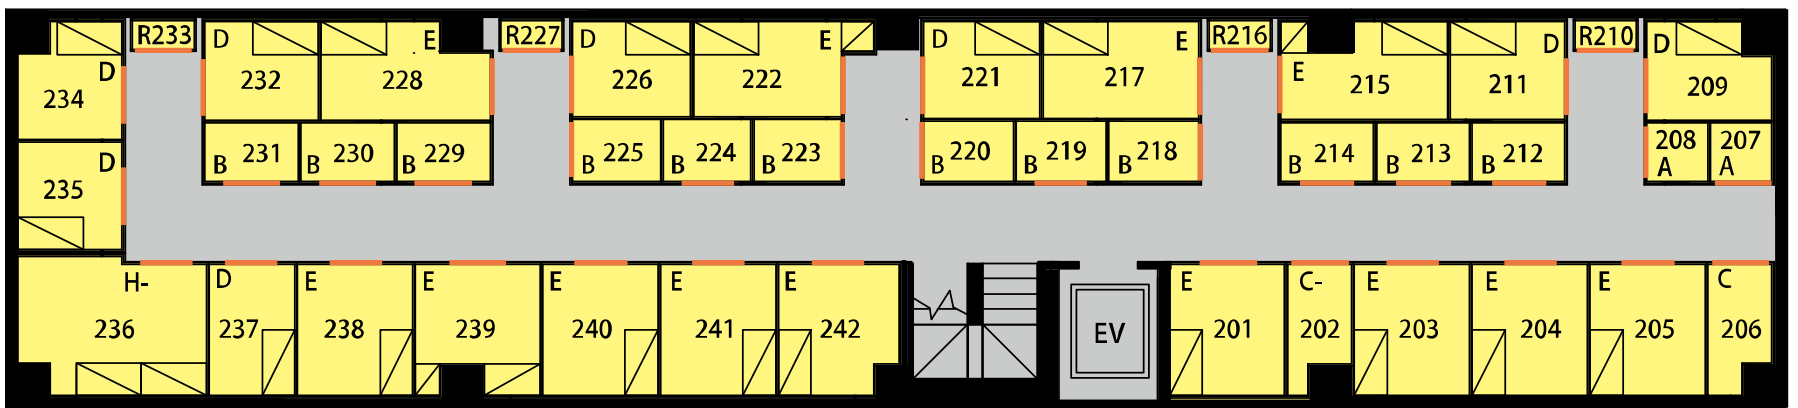 R233 R227 R216 R210
D 234
D 232
228 E
D 226
222 E
D 221
217 E
E 215
211 D
D 209
B 231
B 230
B 229
B 225
B 224
B 223
B 220
B 219
B 218
B 214
B 213
B 212
208 A
207 A
D 235
H- 236
D 237
E 238
E 239
E 240
E 241
E 242
EV
E 201
C- 202
E 203
E 204
E 205
C 206